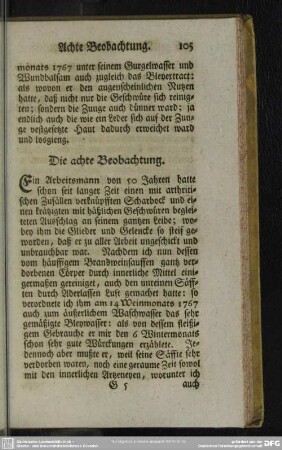 Achte Beobachtung. 105
monats 1767 unter seinem Gurgelwasser und
Wundbalsam auch zugleich das Bleyextract:
als wovon er den augenscheinlichen Nutzen
hatte, daß nicht nur die Geschwüre sich reinig-
ten; sondern die Zunge auch dünner ward: ja
endlich auch die wie ein Leder sich auf der Zun-
ge vestgesetzte Haut dadurch erweichet ward
und losgieng.
Die achte Beobachtung.
Ein Arbeitsmann von 50 Jahren hatte
schon seit langer Zeit einen mit arthriti-
schen Zufällen verknüpften Scharbock und ei-
nen krätzigten mit häßlichen Geschwüren beglei-
teten Ausschlag an seinem gantzen Leibe: wo-
bey ihm die Glieder und Gelencke so steif ge-
worden, daß er zu aller Arbeit ungeschickt und
unbrauchbar war. Nachdem ich nun dessen
vom häuffigem Brandweinsauffen gantz ver-
dorbenen Cörper durch innerliche Mittel eini-
germaßen gereiniget, auch den unreinen Säff-
ten durch Aderlassen Luft gemachet hatte: so
verordnete ich ihm am 14 Weinmonats 1767
auch zum äußerlichem Waschwasser das sehr
gemäßigte Bleywasser: als von dessem fleißi-
gem Gebrauche er mir den 6 Wintermonats
schon sehr gute Würckungen erzählete. Je-
dennoch aber mußte er, weil seine Säffte sehr
verdorben waren, noch eine geraume Zeit sowol
mit den innerlichen Artzeneyen, worunter ich
G 5 auch